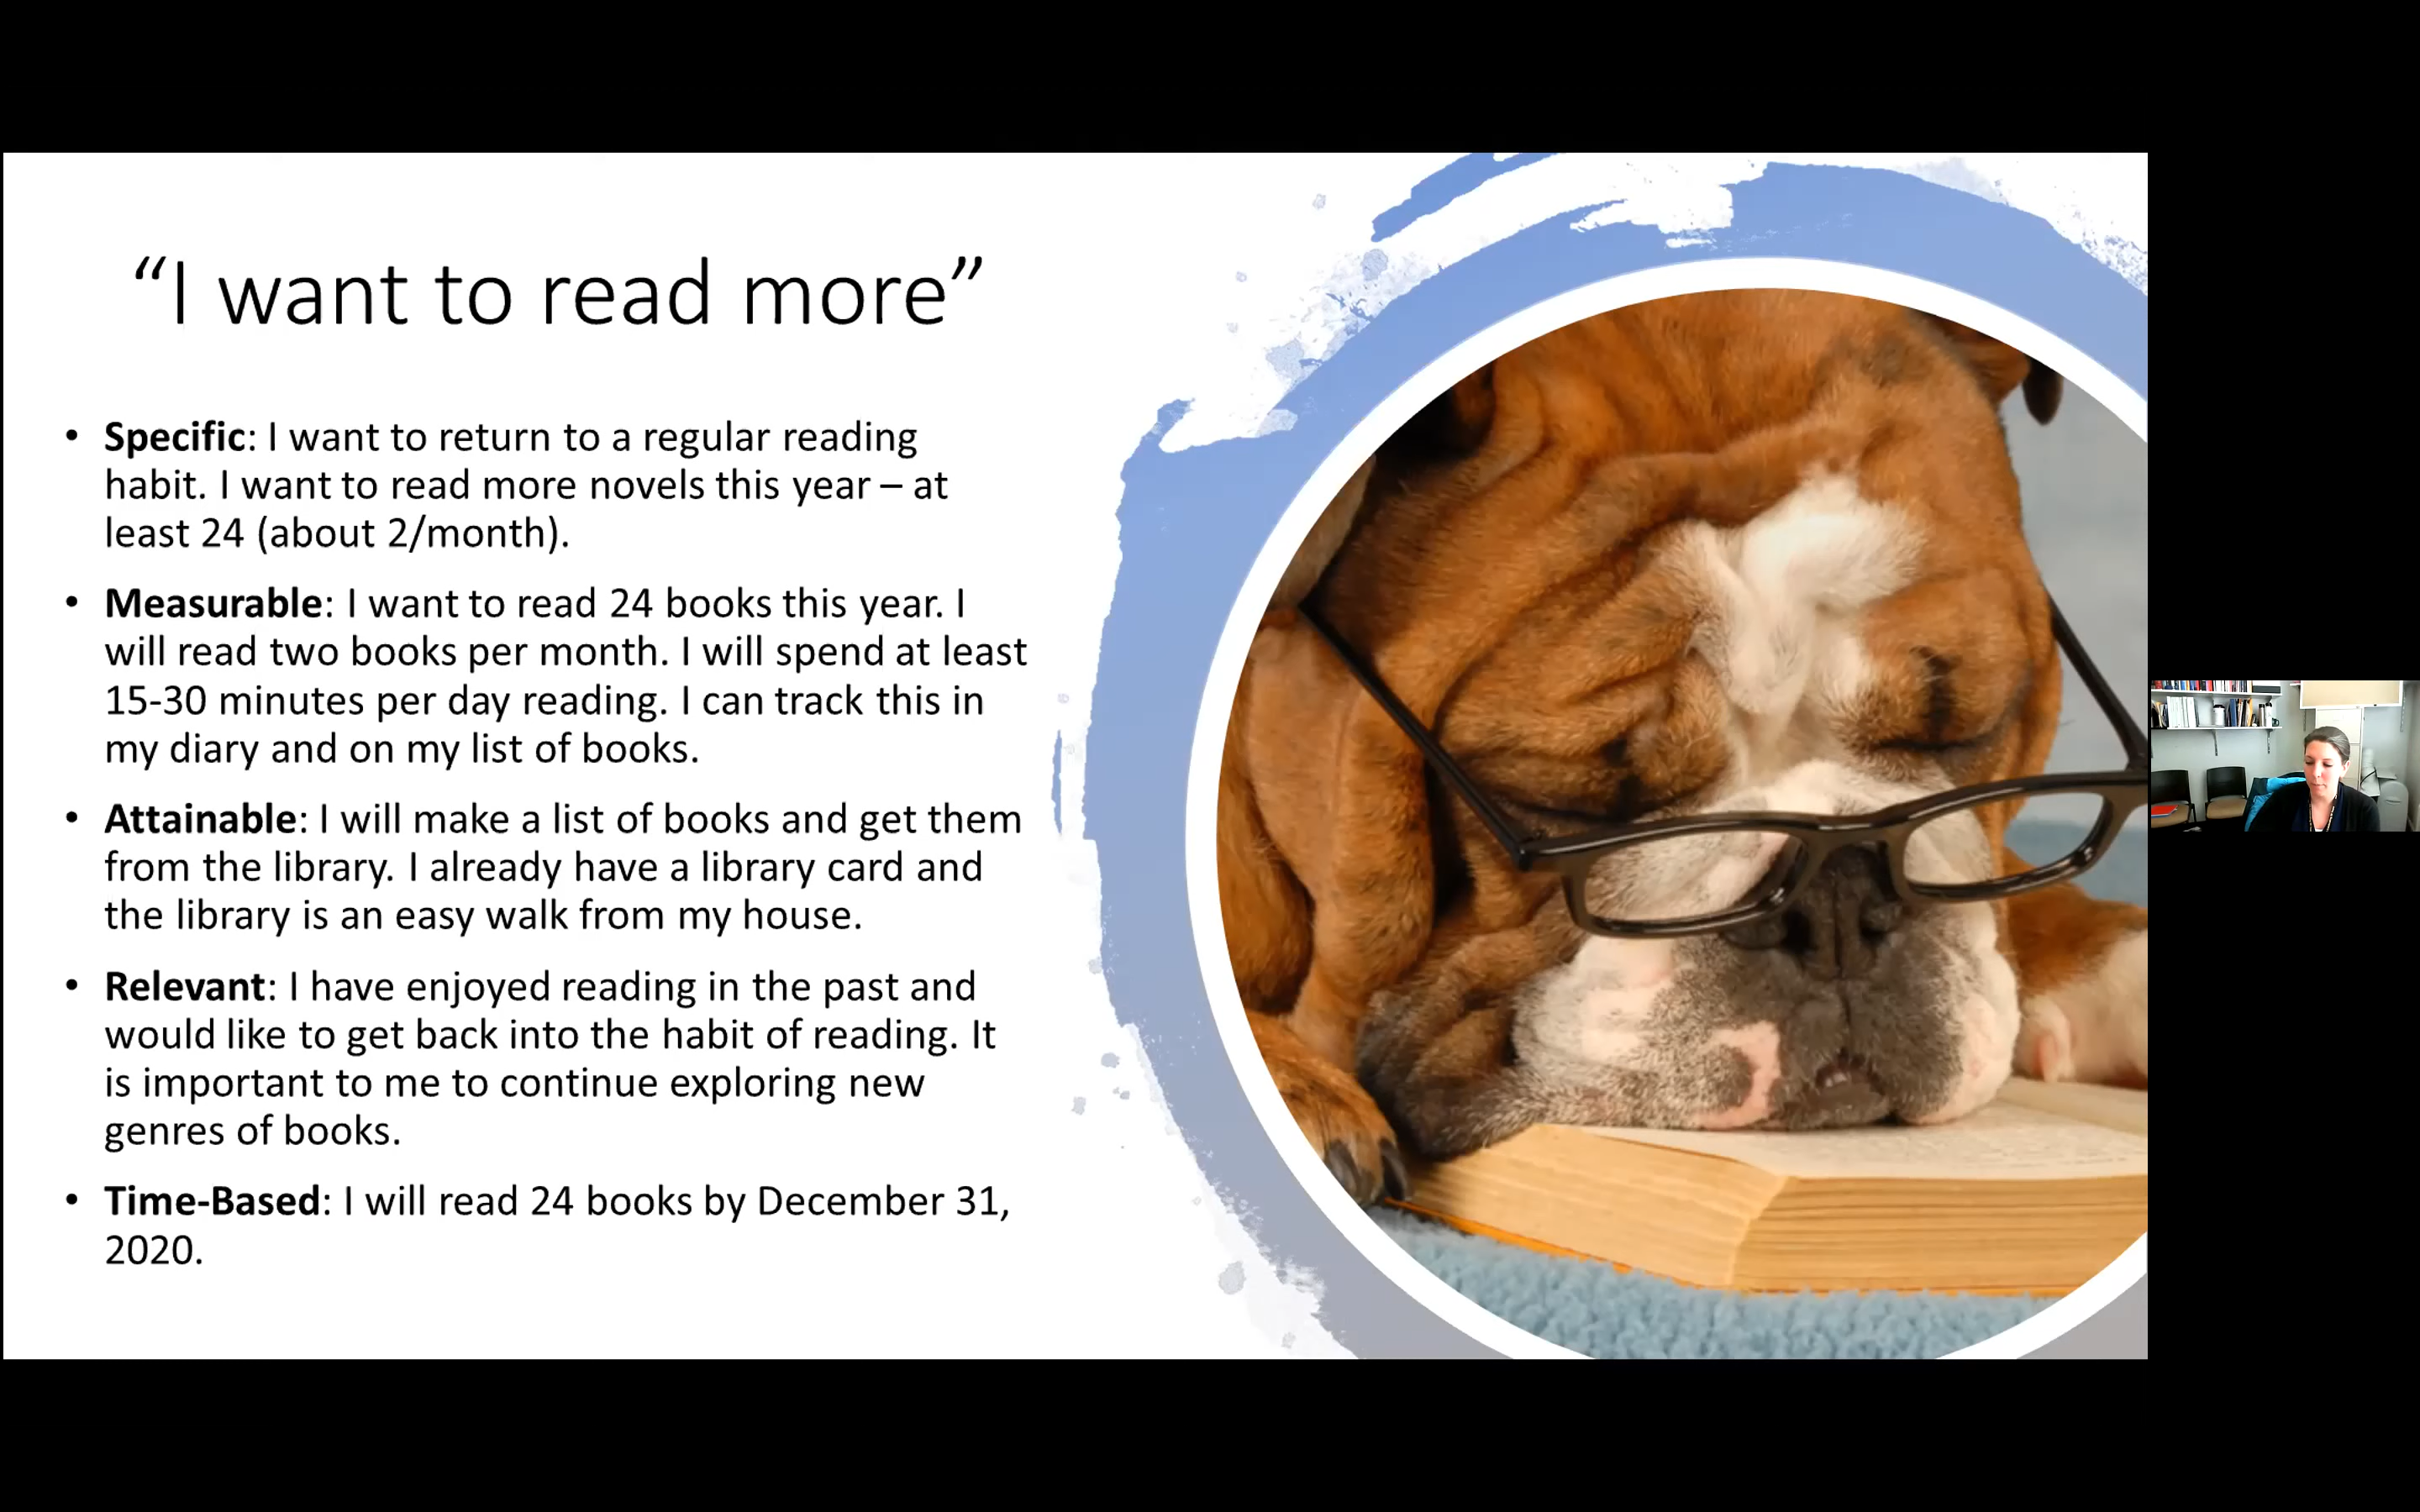 “I want to read more”
• Specific: I want to return to a regular reading
habit. I want to read more novels this year – at
least 24 (about 2/month).
• Measurable: I want to read 24 books this year. I
will read two books per month. I will spend at least
15-30 minutes per day reading. I can track this in
my diary and on my list of books.
• Attainable: I will make a list of books and get them
from the library. I already have a library card and
the library is an easy walk from my house.
• Relevant: I have enjoyed reading in the past and
would like to get back into the habit of reading. It
is important to me to continue exploring new
genres of books.
• Time-Based: I will read 24 books by December 31,
2020.